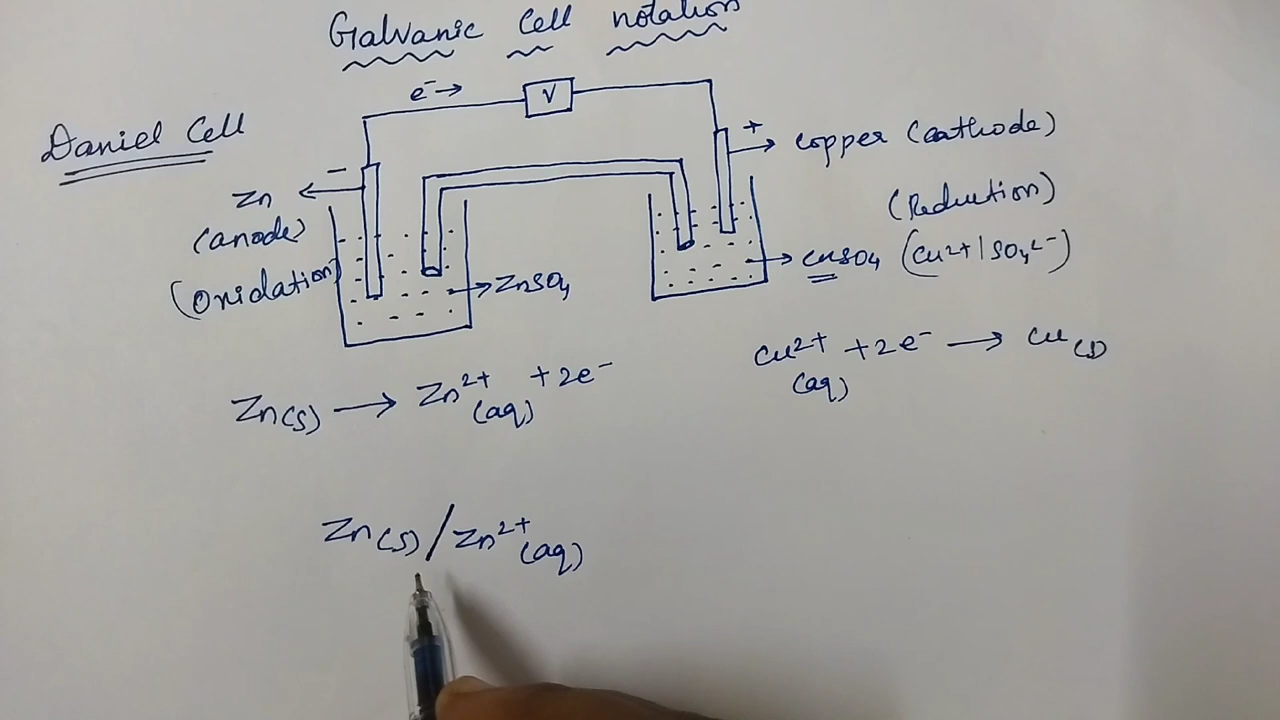 Galvanic Cell notation
e⁻ →
V
Daniel Cell
+
→ Copper (Cathode)
−
Zn ←
(anode)
(Reduction)
(Oxidation)
→ ZnSO₄
→ CuSO₄ (Cu²⁺ | SO₄²⁻)
Zn(s) → Zn²⁺(aq) + 2e⁻
Cu²⁺(aq) + 2e⁻ → Cu(s)
Zn(s) / Zn²⁺(aq)